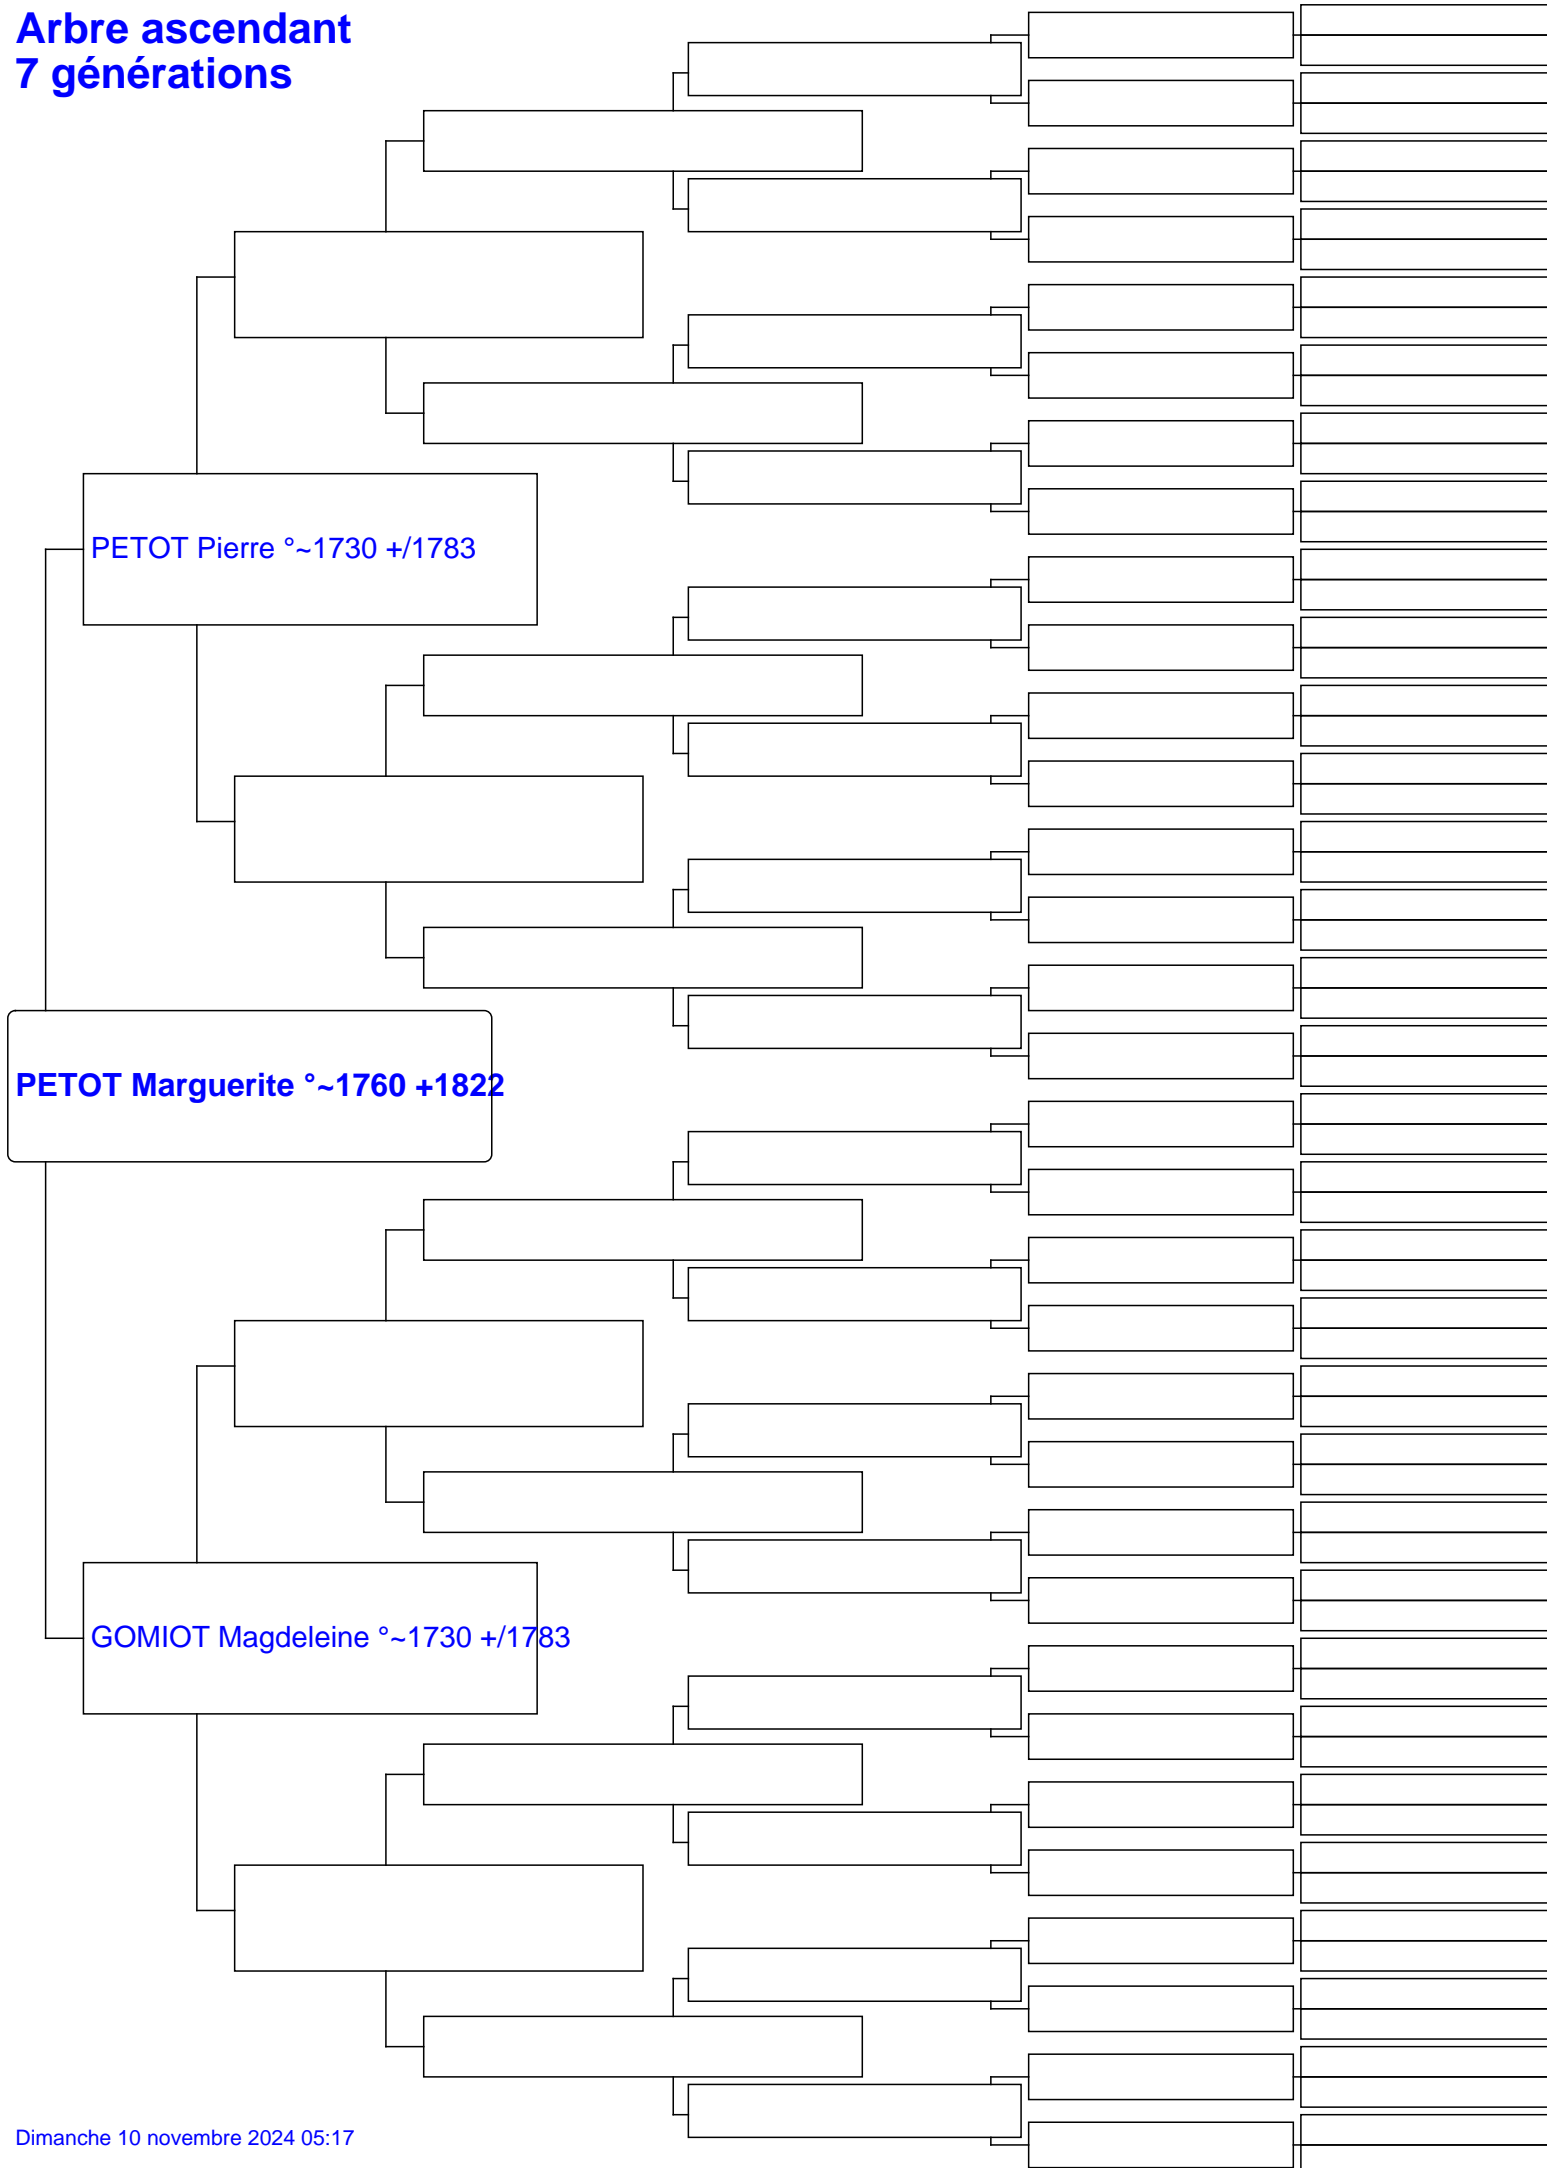 Arbre ascendant
7 générations
PETOT Pierre °~1730 +/1783
PETOT Marguerite °~1760 +1822
GOMIOT Magdeleine °~1730 +/1783
Dimanche 10 novembre 2024 05:17